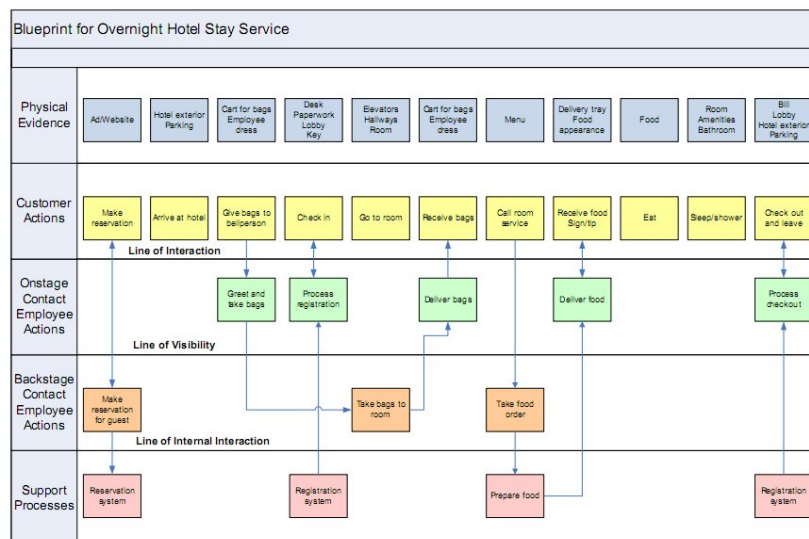 Blueprint for Overnight Hotel Stay Service
Physical
Evidence
Ad/Website
Hotel exterior
Parking
Cart for bags
Employee
dress
Desk
Paperwork
Lobby
Key
Elevators
Hallways
Room
Cart for bags
Employee
dress
Menu
Delivery tray
Food
appearance
Food
Room
Amenities
Bathroom
Bill
Lobby
Hotel exterior
Parking
Customer
Actions
Make
reservation
Arrive at hotel
Give bags to
bellperson
Check in
Go to room
Receive bags
Call room
service
Receive food
Sign/tip
Eat
Sleep/shower
Check out
and leave
Line of Interaction
Onstage
Contact
Employee
Actions
Greet and
take bags
Process
registration
Deliver bags
Deliver food
Process
checkout
Line of Visibility
Backstage
Contact
Employee
Actions
Make
reservation
for guest
Take bags to
room
Take food
order
Line of Internal Interaction
Support
Processes
Reservation
system
Registration
system
Prepare food
Registration
system